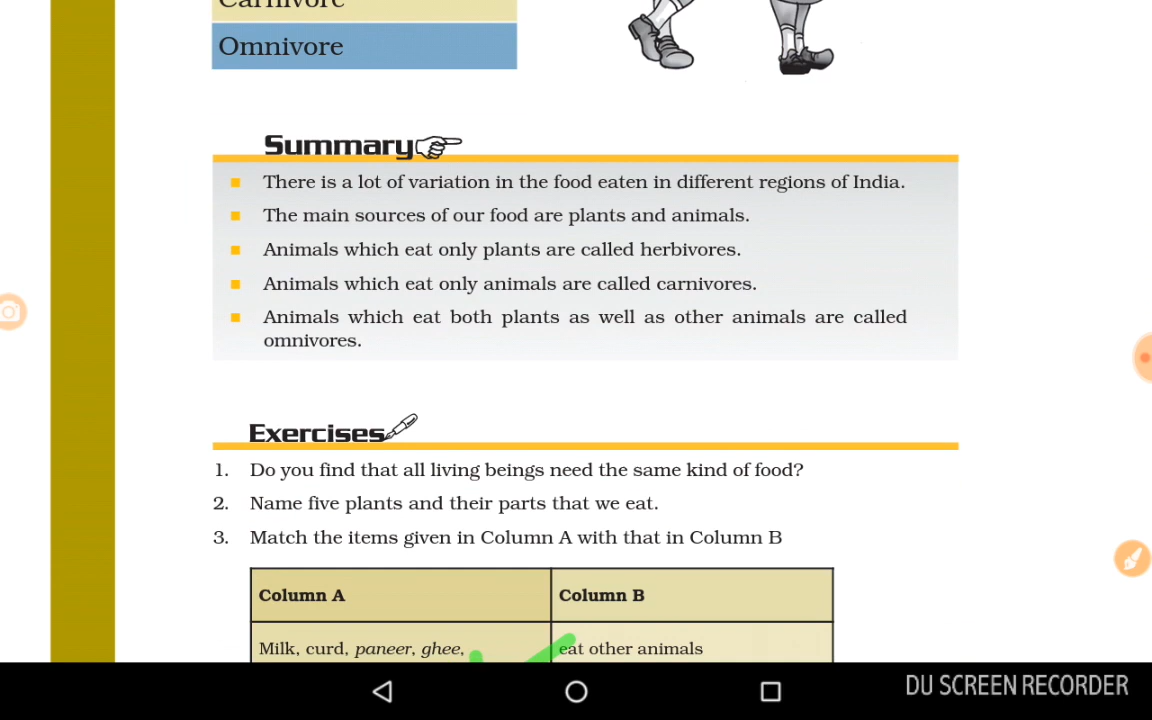 Carnivore
Omnivore
Summary
There is a lot of variation in the food eaten in different regions of India.
The main sources of our food are plants and animals.
Animals which eat only plants are called herbivores.
Animals which eat only animals are called carnivores.
Animals which eat both plants as well as other animals are called
omnivores.
Exercises
1. Do you find that all living beings need the same kind of food?
2. Name five plants and their parts that we eat.
3. Match the items given in Column A with that in Column B
Column A Column B
Milk, curd, paneer, ghee, eat other animals
DU SCREEN RECORDER